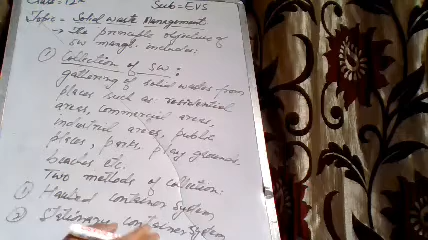 Class: 12th Sub- EVS
Topic - Solid Waste Management
→ The principle objective of
SW mangt. includes:
① Collection of SW:
gathering of solid wastes from
places such as residential
areas, commercial areas,
industrial areas, public
places, parks, play ground
beaches etc.
Two methods of collection:
① Hauled container System
② Stationary container System